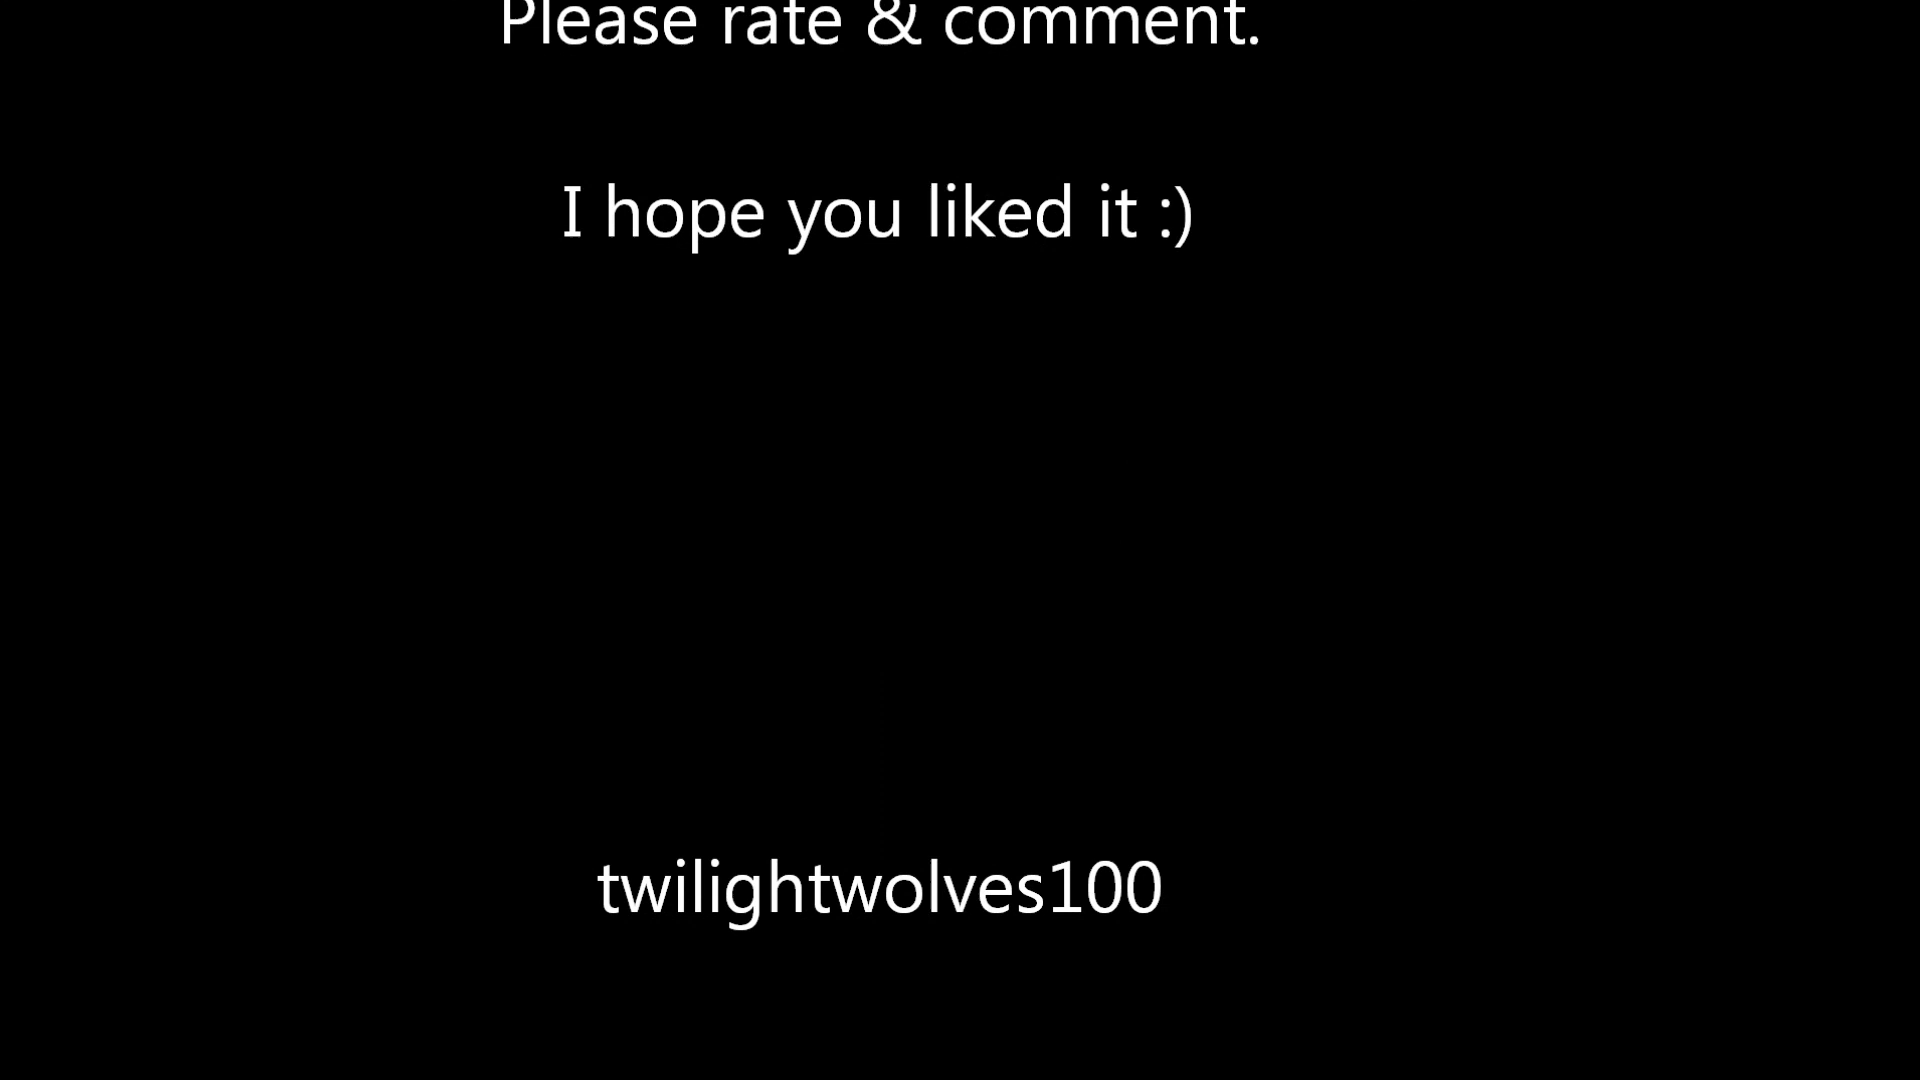 Please rate & comment.
I hope you liked it :)
twilightwolves100